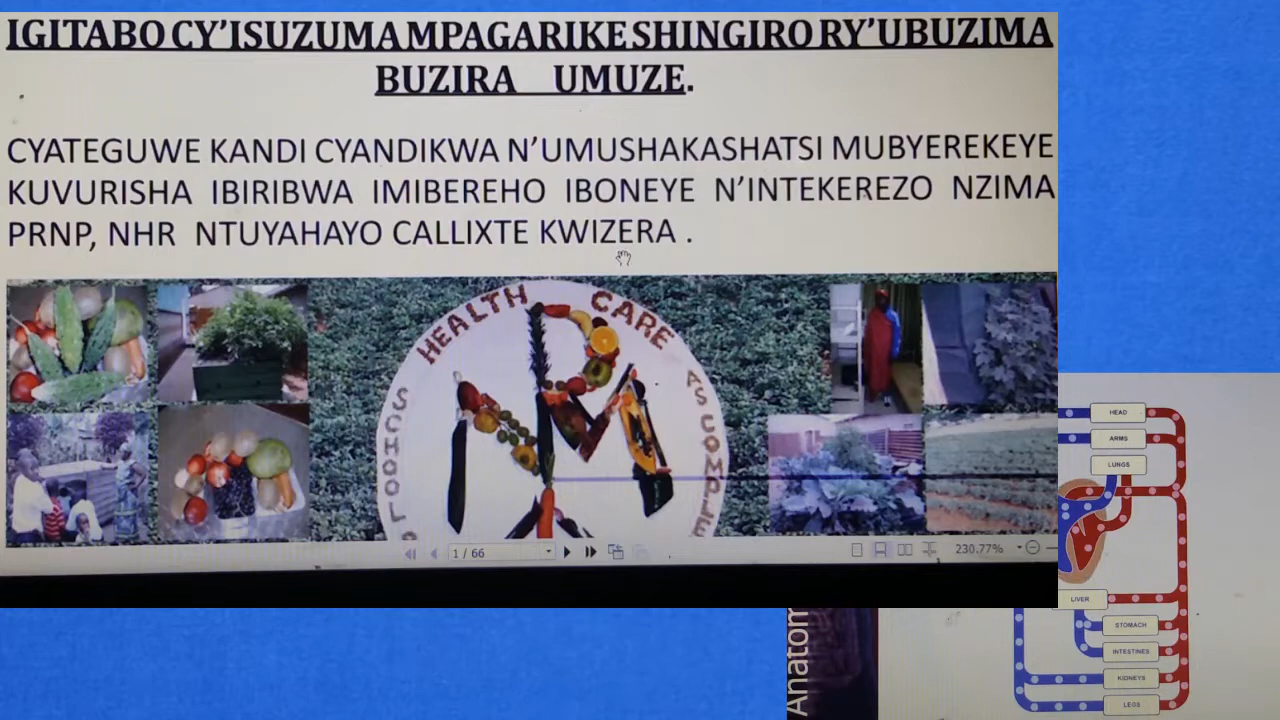 IGITABO CY'ISUZUMA MPAGARIKE SHINGIRO RY'UBUZIMA
BUZIRA UMUZE.
CYATEGUWE KANDI CYANDIKWA N'UMUSHAKASHATSI MUBYEREKEYE
KUVURISHA IBIRIBWA IMIBEREHO IBONEYE N'INTEKEREZO NZIMA
PRNP, NHR NTUYAHAYO CALLIXTE KWIZERA .
HEALTH CARE
SCHOOL
AS COMPLE
1 / 66
230.77%
HEAD
ARMS
LUNGS
LIVER
STOMACH
INTESTINES
KIDNEYS
LEGS
Anatom